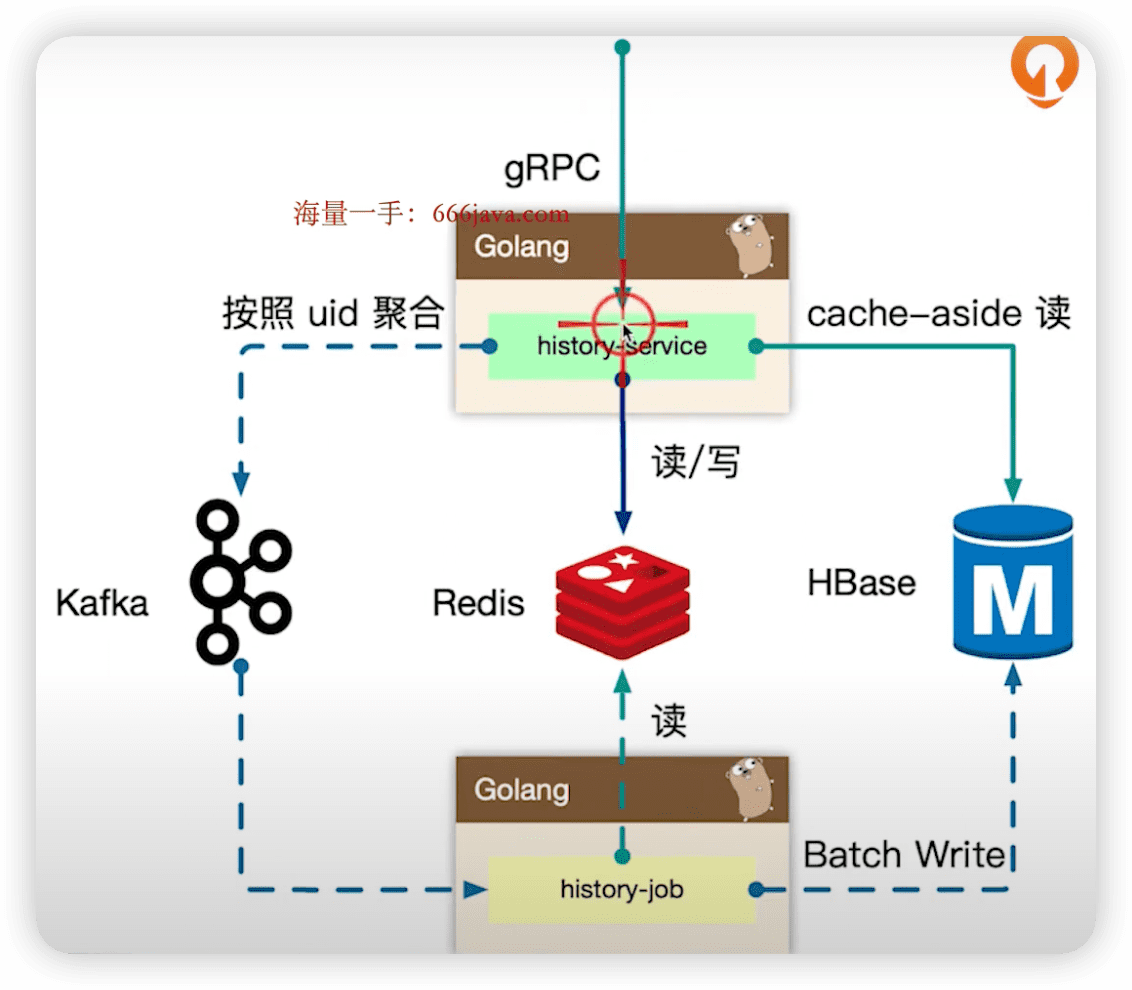 gRPC
海量一手：666java.com
Golang
按照 uid 聚合
cache-aside 读
history-service
读/写
Kafka
Redis
HBase
M
读
Golang
Batch Write
history-job